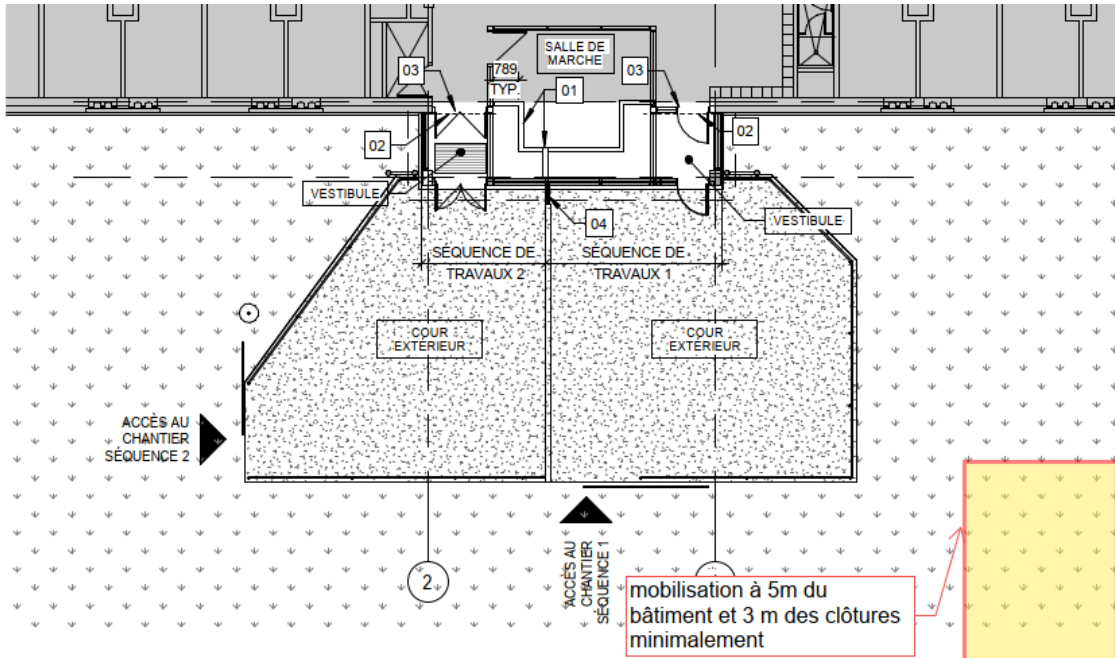 SALLE DE
MARCHE
03
789
TYP.
01
03
02
02
VESTIBULE
VESTIBULE
04
SÉQUENCE DE
TRAVAUX 2
SÉQUENCE DE
TRAVAUX 1
COUR
EXTÉRIEUR
COUR
EXTÉRIEUR
ACCÈS AU
CHANTIER
SÉQUENCE 2
ACCÈS AU
CHANTIER
SÉQUENCE 1
2
mobilisation à 5m du
bâtiment et 3 m des clôtures
minimalement